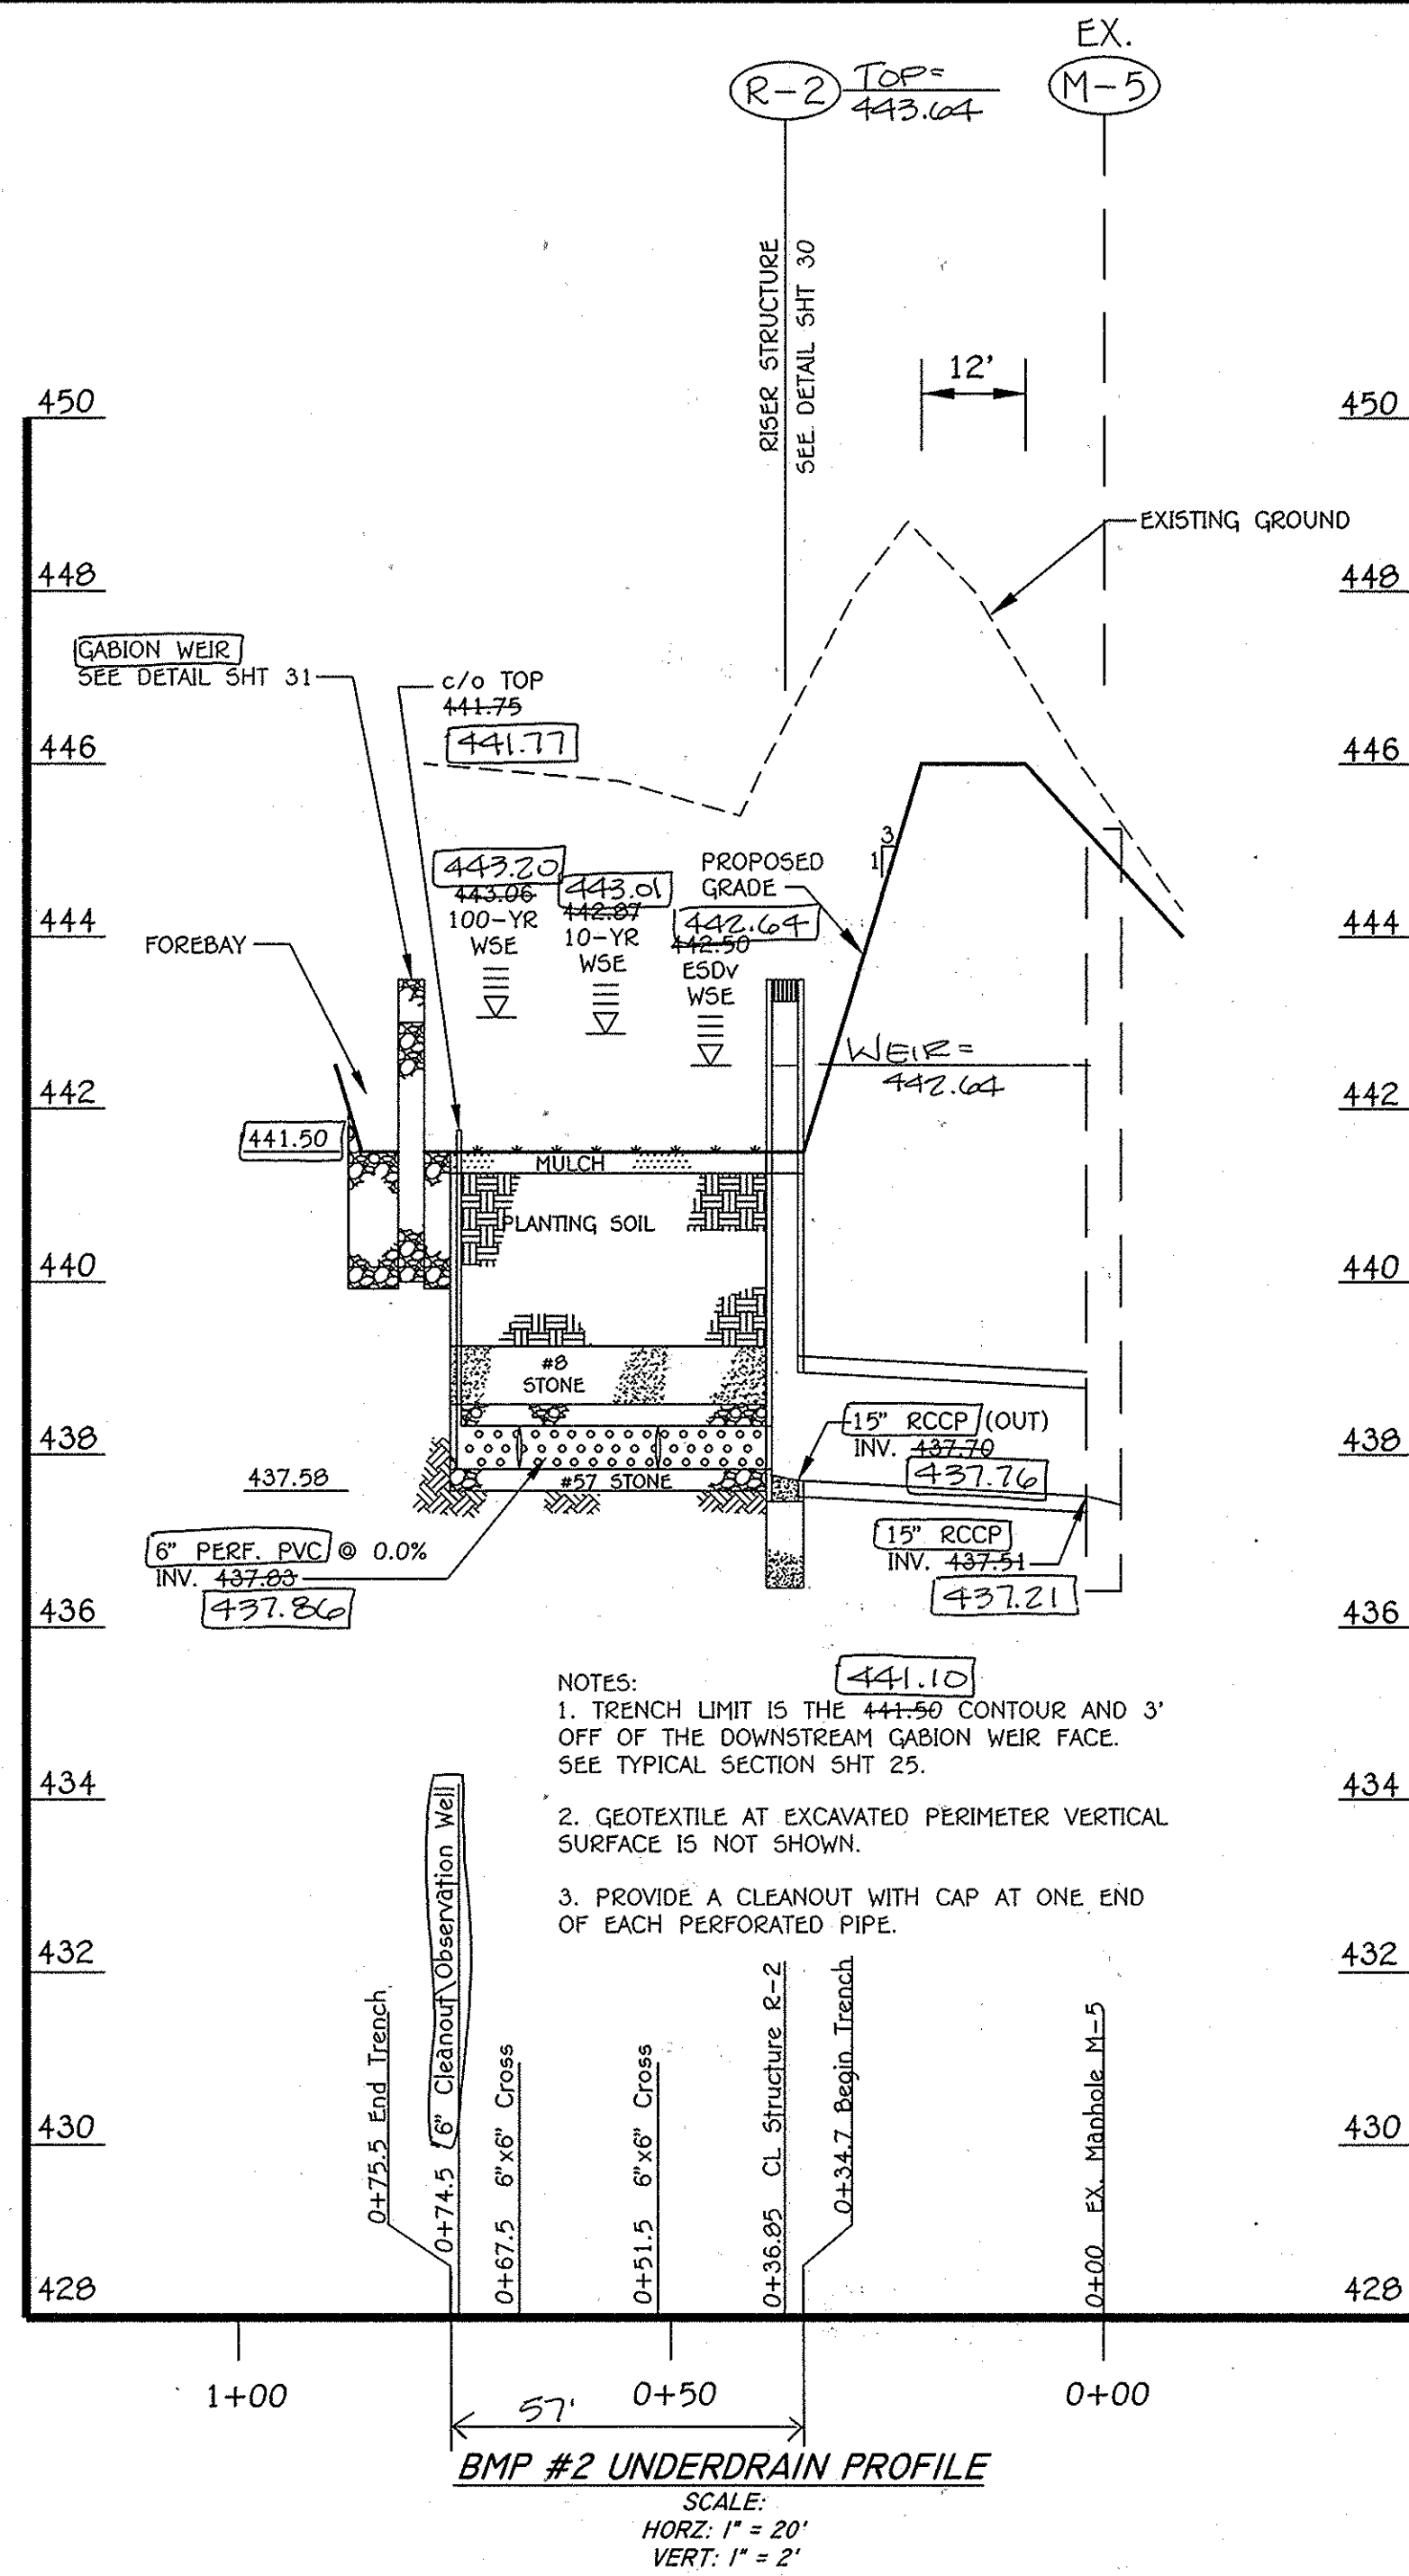 EX.
R-2
TOP=
443.64
M-5
RISER STRUCTURE
SEE DETAIL SHT 30
12'
450
450
EXISTING GROUND
448
448
GABION WEIR
SEE DETAIL SHT 31
c/o TOP
441.75
441.77
446
446
443.20
443.06
100-YR
WSE
443.01
442.87
10-YR
WSE
442.64
442.50
ESDv
WSE
PROPOSED
GRADE
3
1
444
444
FOREBAY
WEIR=
442.64
442
442
441.50
MULCH
PLANTING SOIL
440
440
#8
STONE
438
438
437.58
#57 STONE
15" RCCP (OUT)
INV. 437.70
437.76
15" RCCP
INV. 437.51
437.21
6" PERF. PVC @ 0.0%
INV. 437.83
437.86
436
436
NOTES:
441.10
1. TRENCH LIMIT IS THE 441.50 CONTOUR AND 3'
OFF OF THE DOWNSTREAM GABION WEIR FACE.
SEE TYPICAL SECTION SHT 25.
434
434
2. GEOTEXTILE AT EXCAVATED PERIMETER VERTICAL
SURFACE IS NOT SHOWN.
3. PROVIDE A CLEANOUT WITH CAP AT ONE END
OF EACH PERFORATED PIPE.
432
432
430
430
0+75.5 End Trench
0+74.5 6" Cleanout\Observation Well
0+67.5 6"x6" Cross
0+51.5 6"x6" Cross
0+36.85 CL Structure R-2
0+34.7 Begin Trench
0+00 EX. Manhole M-5
428
428
1+00
0+50
0+00
57'
BMP #2 UNDERDRAIN PROFILE
SCALE:
HORZ: 1" = 20'
VERT: 1" = 2'